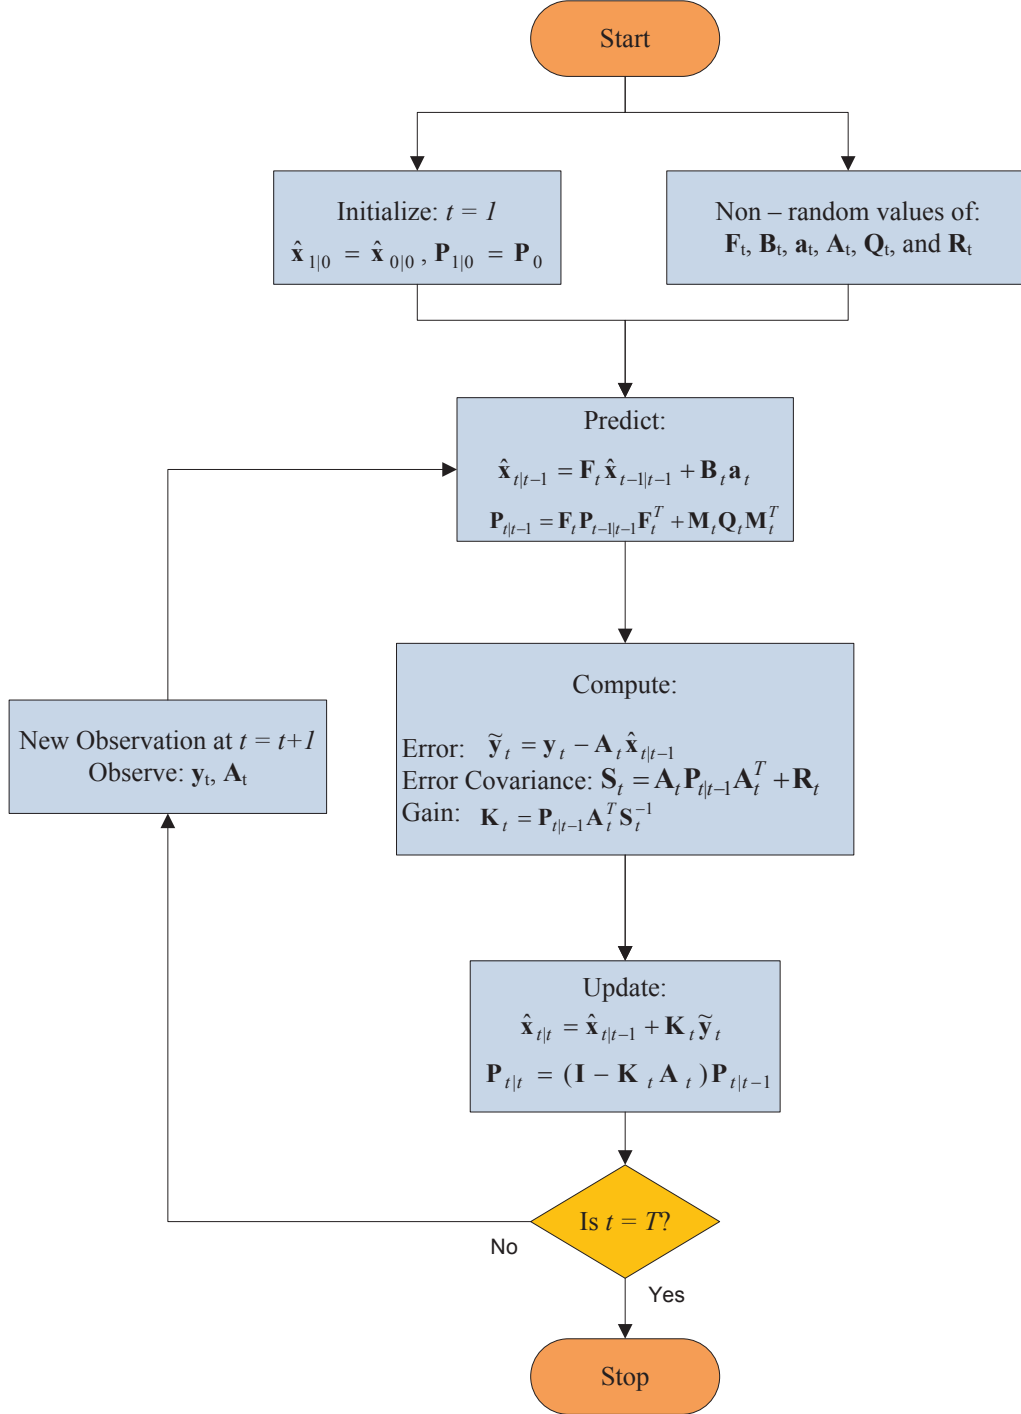 Start
Initialize: t = 1
x̂₁|₀ = x̂₀|₀ , P₁|₀ = P₀
Non – random values of:
Fₜ, Bₜ, aₜ, Aₜ, Qₜ, and Rₜ
Predict:
x̂ₜ|ₜ₋₁ = Fₜ x̂ₜ₋₁|ₜ₋₁ + Bₜ aₜ
Pₜ|ₜ₋₁ = Fₜ Pₜ₋₁|ₜ₋₁ Fₜᵀ + Mₜ Qₜ Mₜᵀ
Compute:
Error: ỹₜ = yₜ − Aₜ x̂ₜ|ₜ₋₁
Error Covariance: Sₜ = Aₜ Pₜ|ₜ₋₁ Aₜᵀ + Rₜ
Gain: Kₜ = Pₜ|ₜ₋₁ Aₜᵀ Sₜ⁻¹
New Observation at t = t+1
Observe: yₜ, Aₜ
Update:
x̂ₜ|ₜ = x̂ₜ|ₜ₋₁ + Kₜ ỹₜ
Pₜ|ₜ = (I − Kₜ Aₜ) Pₜ|ₜ₋₁
Is t = T?
No
Yes
Stop